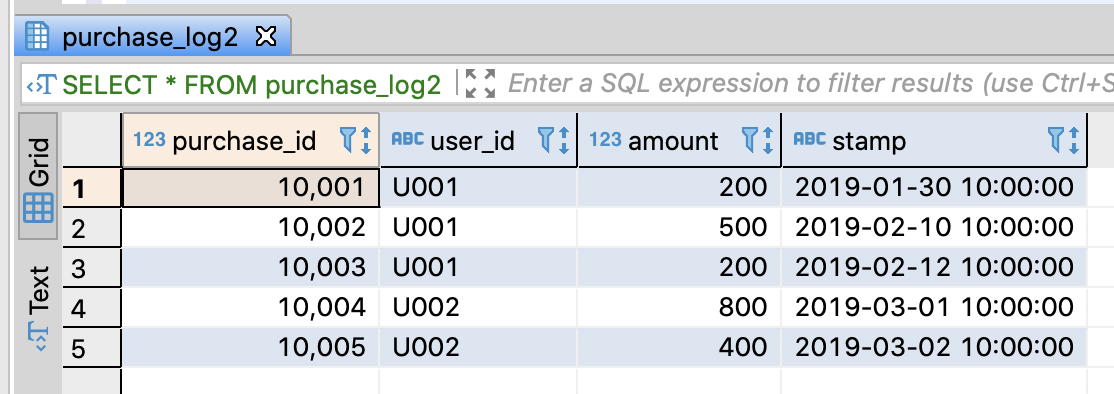 purchase_log2
SELECT * FROM purchase_log2 Enter a SQL expression to filter results (use Ctrl+S
123 purchase_id ABC user_id 123 amount ABC stamp
1 10,001 U001 200 2019-01-30 10:00:00
2 10,002 U001 500 2019-02-10 10:00:00
3 10,003 U001 200 2019-02-12 10:00:00
4 10,004 U002 800 2019-03-01 10:00:00
5 10,005 U002 400 2019-03-02 10:00:00
Grid
Text